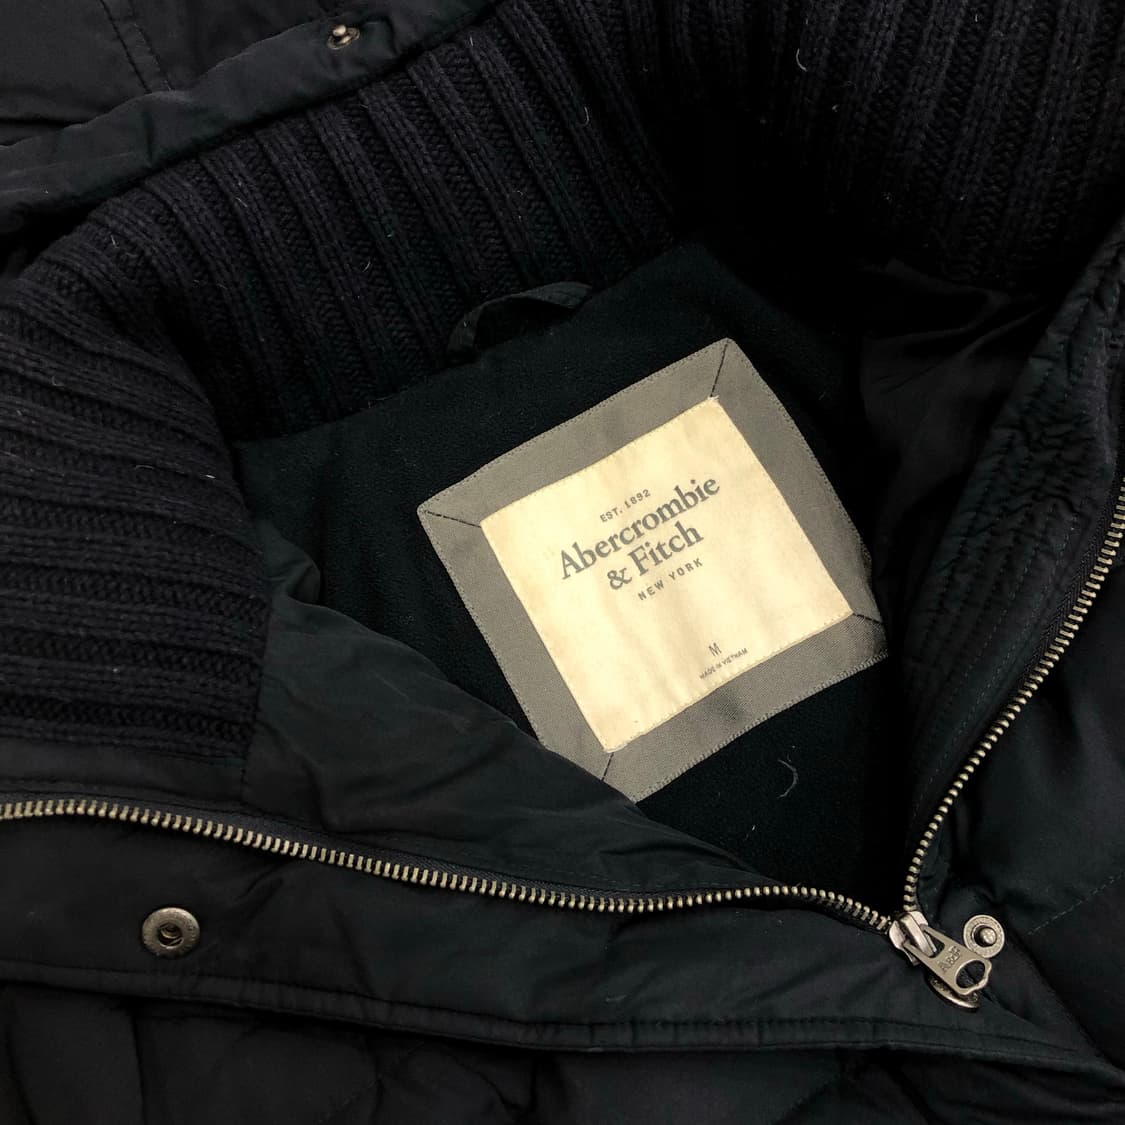 EST. 1892
Abercrombie
& Fitch
NEW YORK
M
MADE IN VIETNAM
A&F